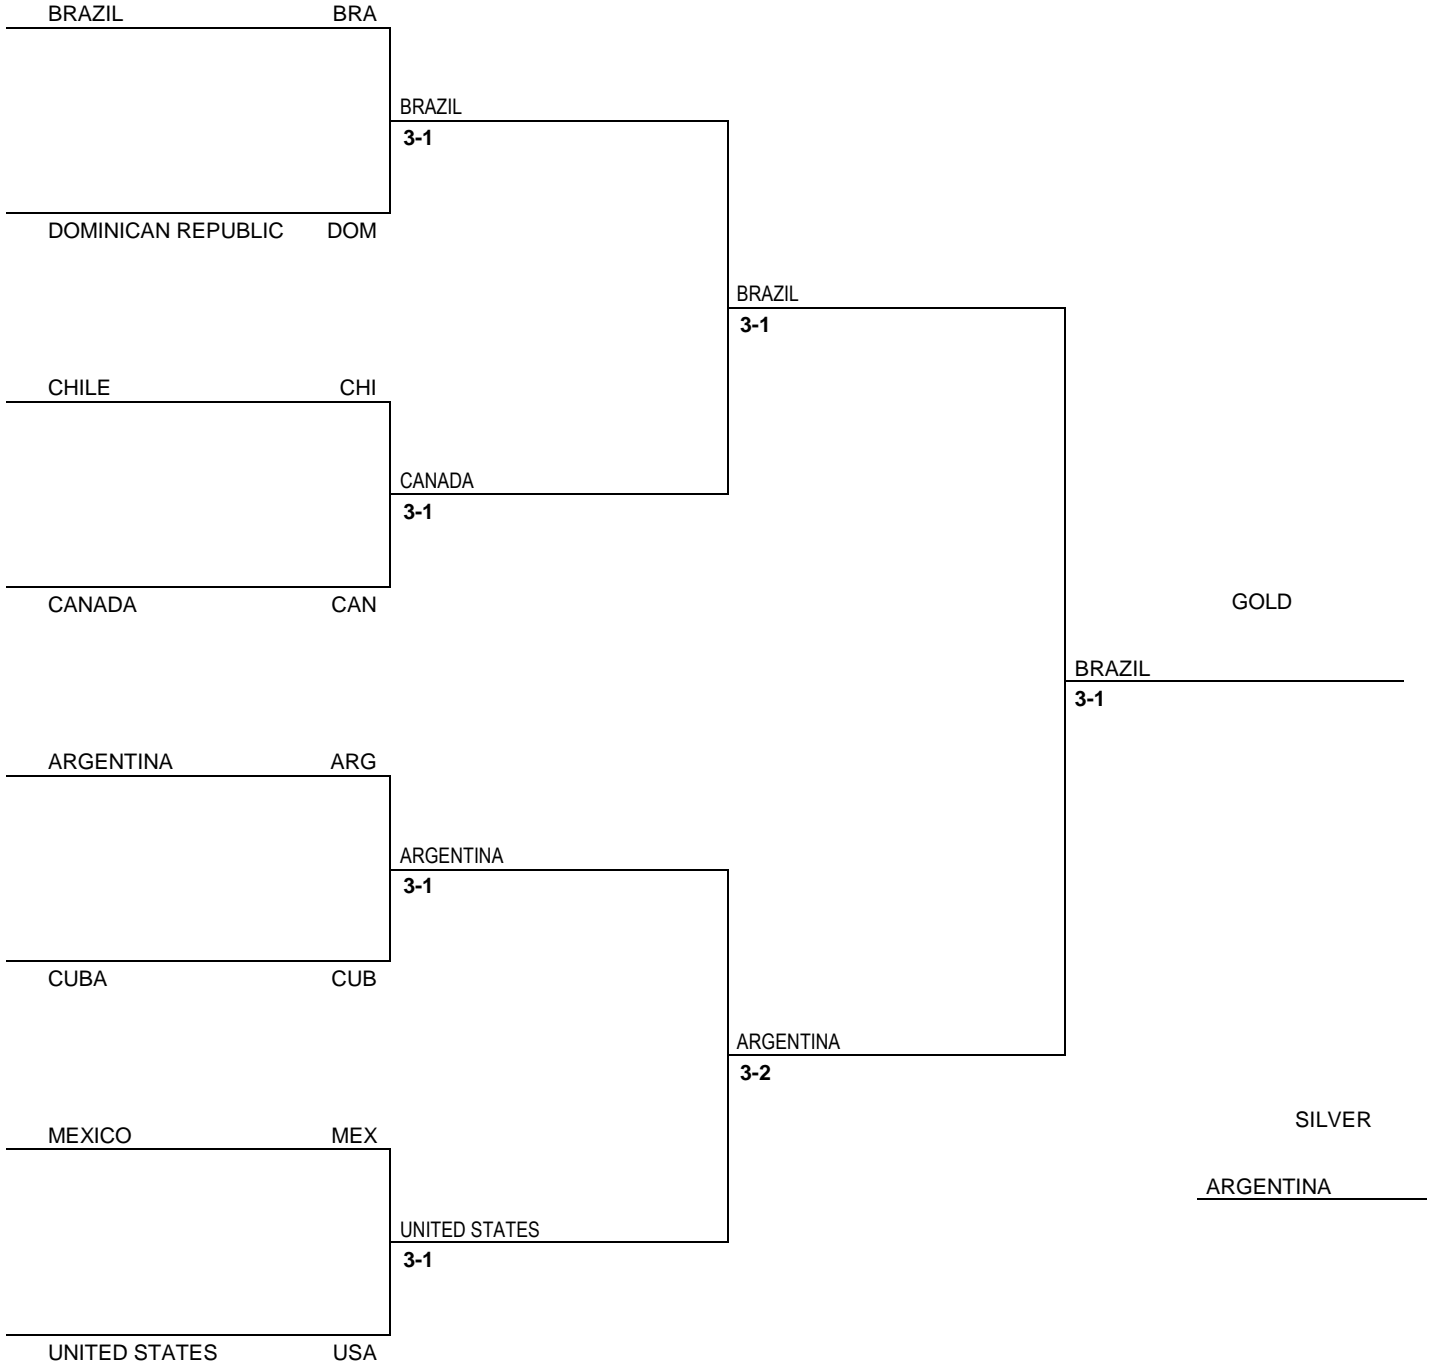 BRAZIL BRA
BRAZIL
3-1
DOMINICAN REPUBLIC DOM
BRAZIL
3-1
CHILE CHI
CANADA
3-1
CANADA CAN
GOLD
BRAZIL
3-1
ARGENTINA ARG
ARGENTINA
3-1
CUBA CUB
ARGENTINA
3-2
SILVER
MEXICO MEX
ARGENTINA
UNITED STATES
3-1
UNITED STATES USA